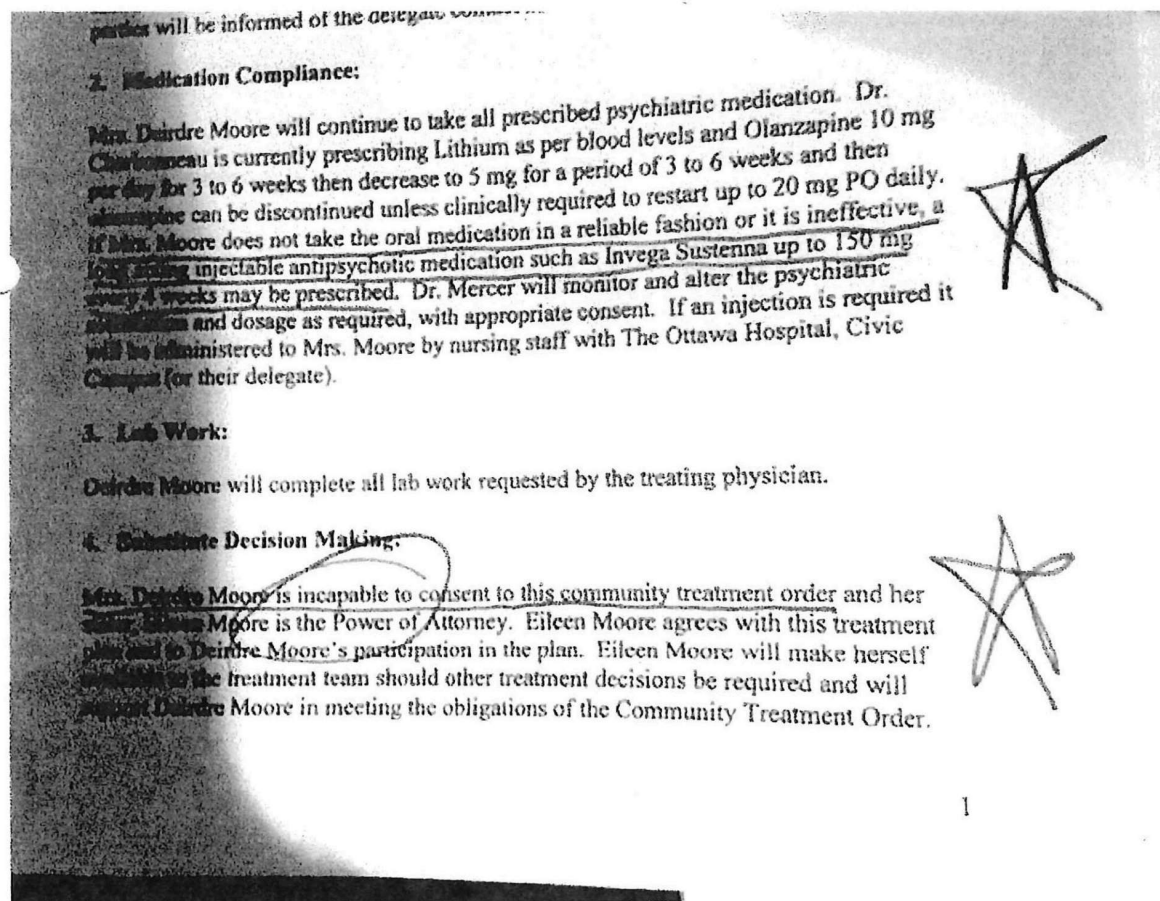 parties will be informed of the delegate
2. Medication Compliance:
Mrs. Deirdre Moore will continue to take all prescribed psychiatric medication. Dr.
Charbonneau is currently prescribing Lithium as per blood levels and Olanzapine 10 mg
per day for 3 to 6 weeks then decrease to 5 mg for a period of 3 to 6 weeks and then
olanzapine can be discontinued unless clinically required to restart up to 20 mg PO daily.
If Mrs. Moore does not take the oral medication in a reliable fashion or it is ineffective, a
long acting injectable antipsychotic medication such as Invega Sustenna up to 150 mg
every 4 weeks may be prescribed. Dr. Mercer will monitor and alter the psychiatric
and dosage as required, with appropriate consent. If an injection is required it
will be administered to Mrs. Moore by nursing staff with The Ottawa Hospital, Civic
Campus (or their delegate).
3. Lab Work:
Deirdre Moore will complete all lab work requested by the treating physician.
4. Substitute Decision Making:
Mrs. Deirdre Moore is incapable to consent to this community treatment order and her
Moore is the Power of Attorney. Eileen Moore agrees with this treatment
plan and to Deirdre Moore's participation in the plan. Eileen Moore will make herself
available to the treatment team should other treatment decisions be required and will
support Deirdre Moore in meeting the obligations of the Community Treatment Order.
1